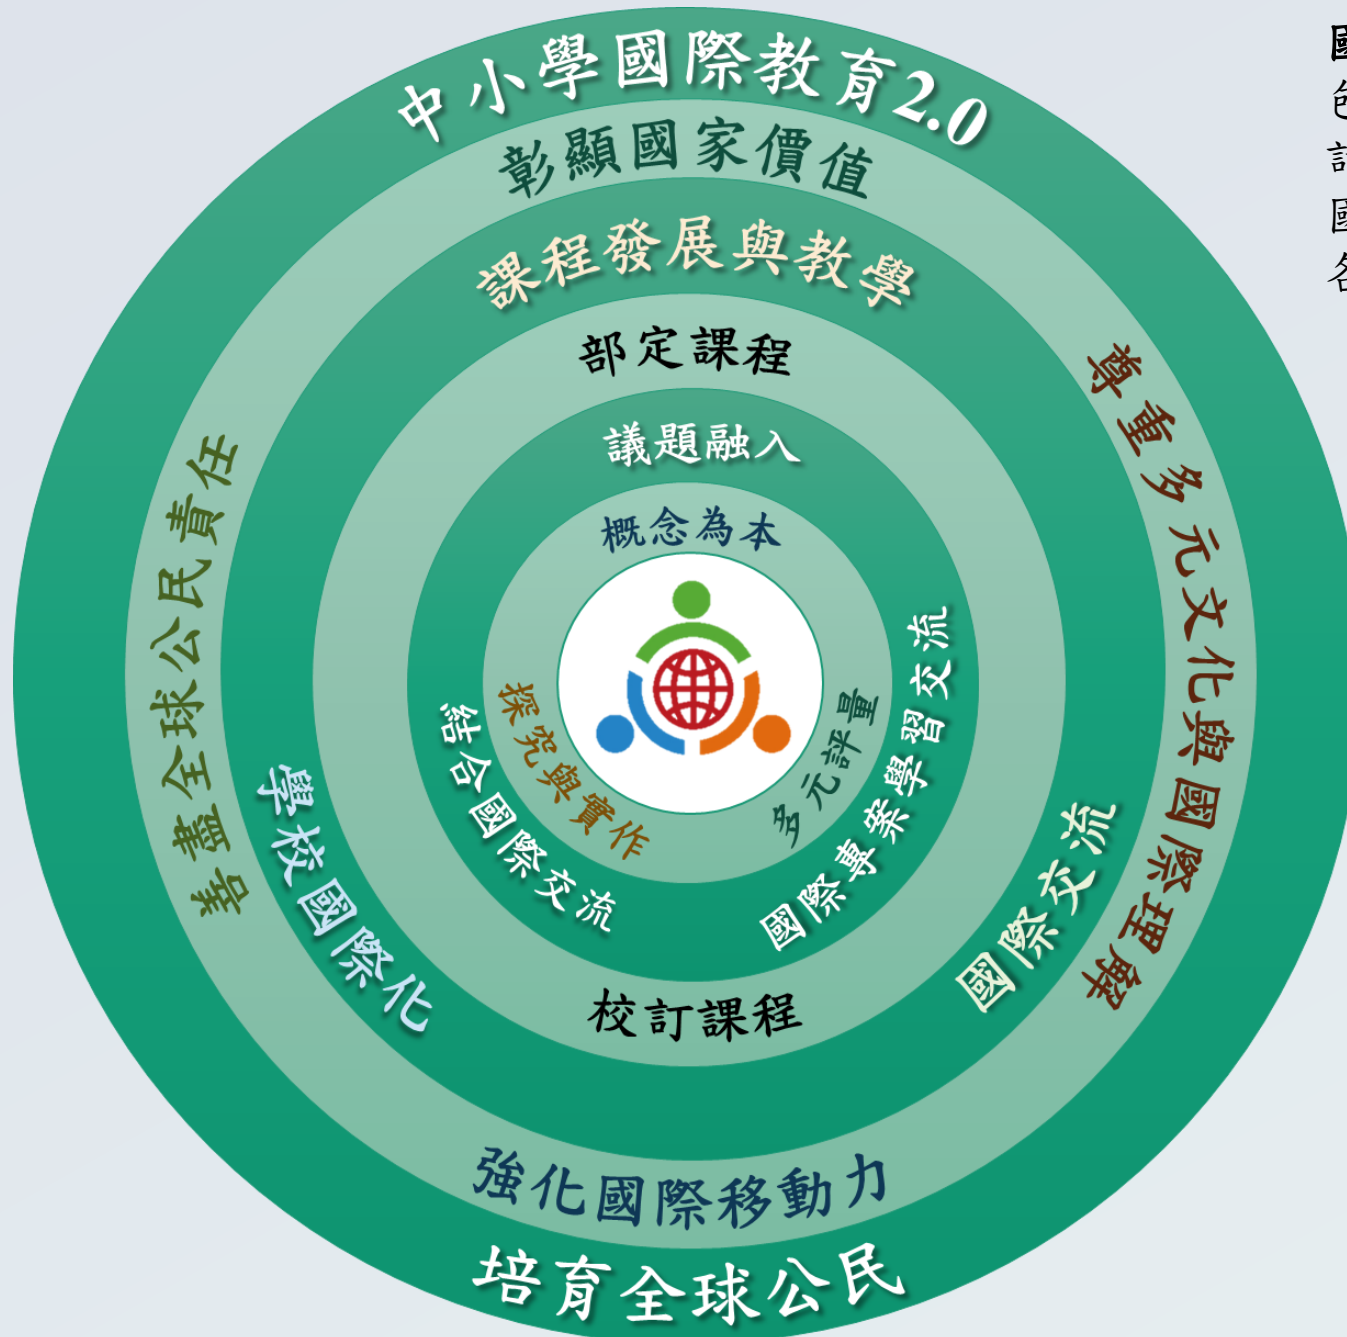 中小學國際教育2.0
彰顯國家價值
課程發展與教學
部定課程
議題融入
概念為本
尊重多元文化與國際理解
善盡全球公民責任
探究與實作
多元評量
結合國際交流
國際專案學習交流
學校國際化
國際交流
校訂課程
強化國際移動力
培育全球公民
國
各